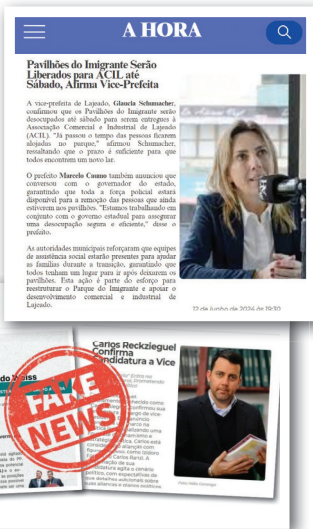 A HORA
Pavilhões do Imigrante Serão
Liberados para ACIL até
Sábado, Afirma Vice-Prefeita
A vice-prefeita de Lajeado, Glaucia Schumacher,
confirmou que os Pavilhões do Imigrante serão
desocupados até sábado para serem entregues à
Associação Comercial e Industrial de Lajeado
(ACIL). "Já passou o tempo das pessoas ficarem
alojadas no parque," afirmou Schumacher,
ressaltando que o prazo é suficiente para que
todos encontrem um novo lar.
O prefeito Marcelo Cuomo também anunciou que
conversou com o governador do estado,
garantindo que toda a força policial estará
disponível para a remoção das pessoas que ainda
estiverem nos pavilhões. "Estamos trabalhando em
conjunto com o governo estadual para assegurar
uma desocupação segura e eficiente," disse o
prefeito.
As autoridades municipais reforçaram que equipes
de assistência social estarão presentes para ajudar
as famílias durante a transição, garantindo que
todos tenham um lugar para ir após deixarem os
pavilhões. Esta ação é parte do esforço para
reestruturar o Parque do Imigrante e apoiar o
desenvolvimento comercial e industrial de
Lajeado.
12 de Junho de 2024 às 19:10
do Weiss
FAKE
NEWS
Carlos Reckzieguel
Confirma
Candidatura a Vice